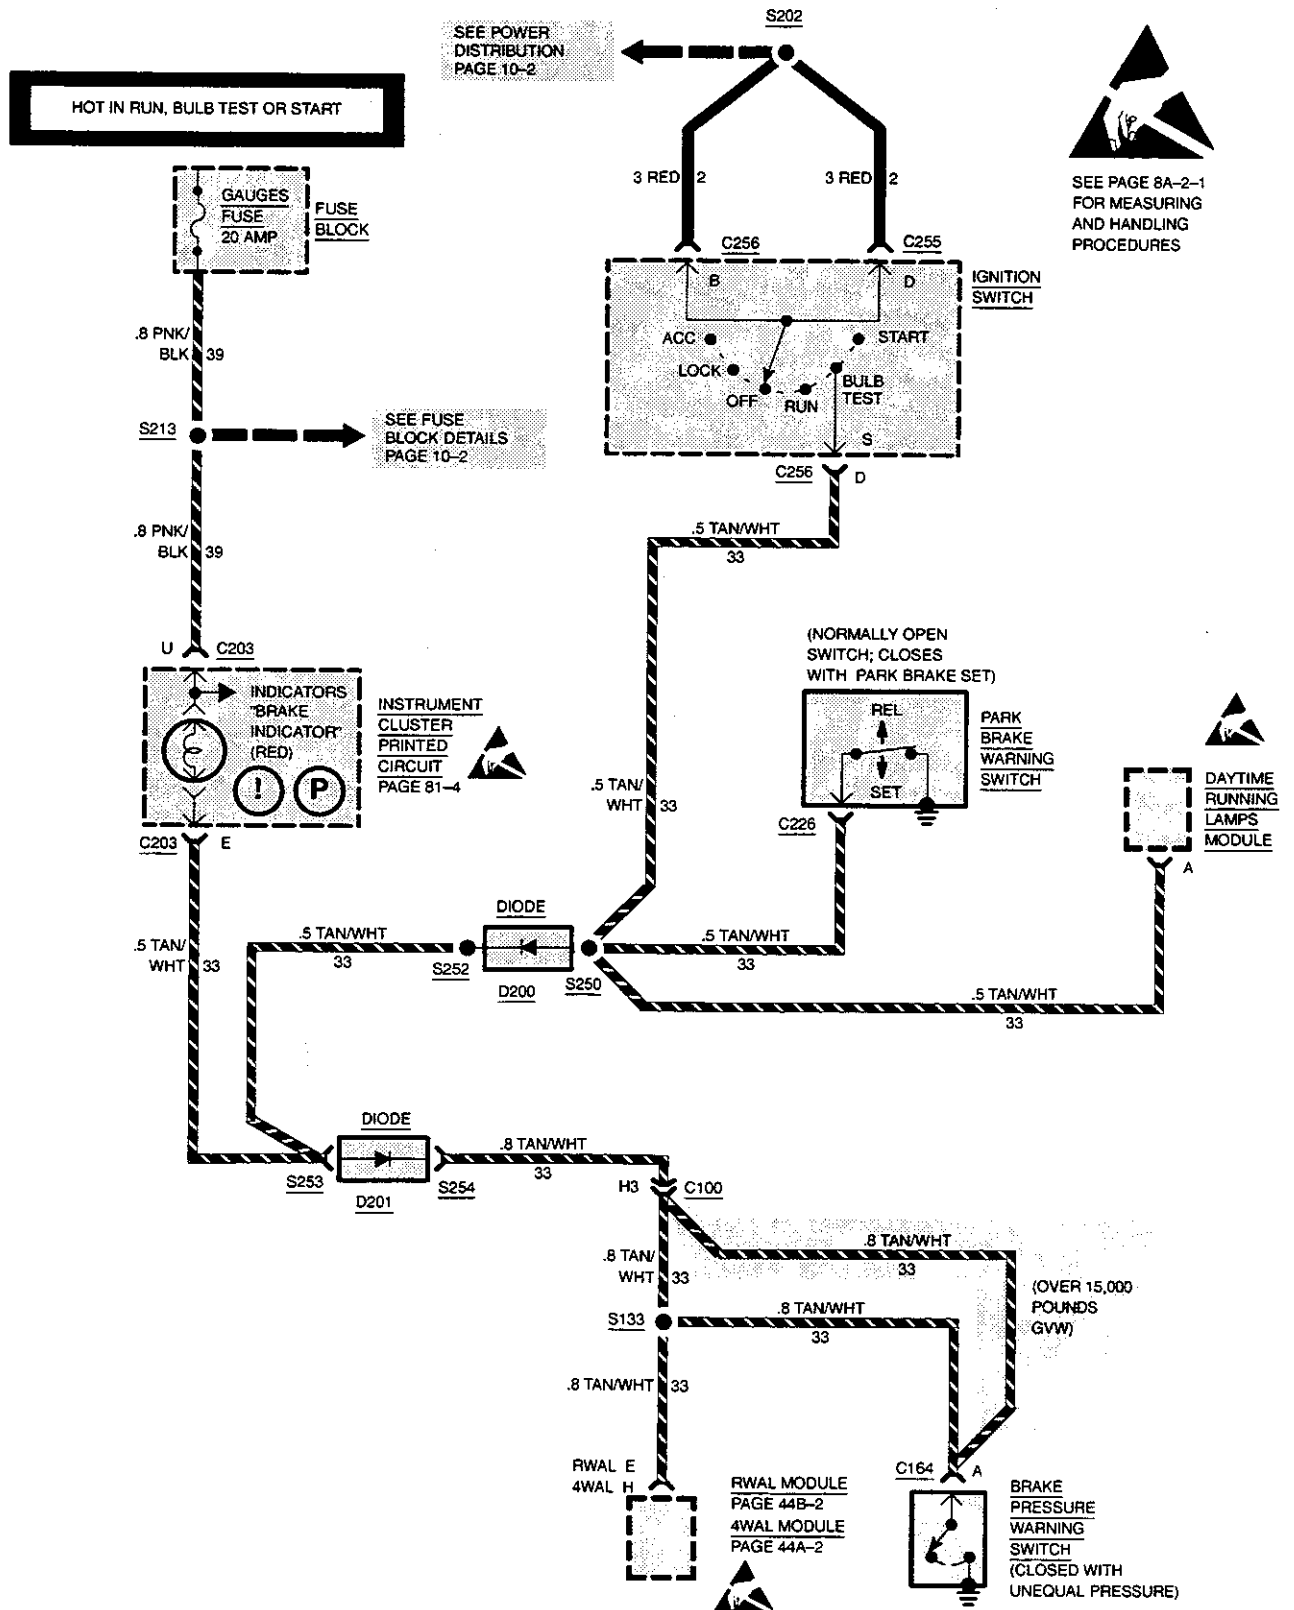 S202
SEE POWER
DISTRIBUTION
PAGE 10–2
HOT IN RUN, BULB TEST OR START
3 RED 2
3 RED 2
SEE PAGE 8A–2–1
FOR MEASURING
AND HANDLING
PROCEDURES
GAUGES
FUSE
20 AMP
FUSE
BLOCK
C256
C255
B
D
IGNITION
SWITCH
ACC
START
LOCK
OFF
RUN
BULB
TEST
S
.8 PNK/
BLK 39
S213
SEE FUSE
BLOCK DETAILS
PAGE 10–2
C256
D
.5 TAN/WHT
33
.8 PNK/
BLK 39
U
C203
(NORMALLY OPEN
SWITCH; CLOSES
WITH PARK BRAKE SET)
INDICATORS
"BRAKE
INDICATOR"
(RED)
!
P
INSTRUMENT
CLUSTER
PRINTED
CIRCUIT
PAGE 81–4
REL
SET
PARK
BRAKE
WARNING
SWITCH
.5 TAN/
WHT 33
DAYTIME
RUNNING
LAMPS
MODULE
C203
E
C226
A
DIODE
.5 TAN/
WHT 33
.5 TAN/WHT
33
S252
D200
S250
.5 TAN/WHT
33
.5 TAN/WHT
33
DIODE
S253
D201
S254
.8 TAN/WHT
33
H3
C100
.8 TAN/
WHT 33
.8 TAN/WHT
33
(OVER 15,000
POUNDS
GVW)
S133
.8 TAN/WHT
33
.8 TAN/WHT 33
RWAL E
4WAL H
RWAL MODULE
PAGE 44B–2
4WAL MODULE
PAGE 44A–2
C164
A
BRAKE
PRESSURE
WARNING
SWITCH
(CLOSED WITH
UNEQUAL PRESSURE)